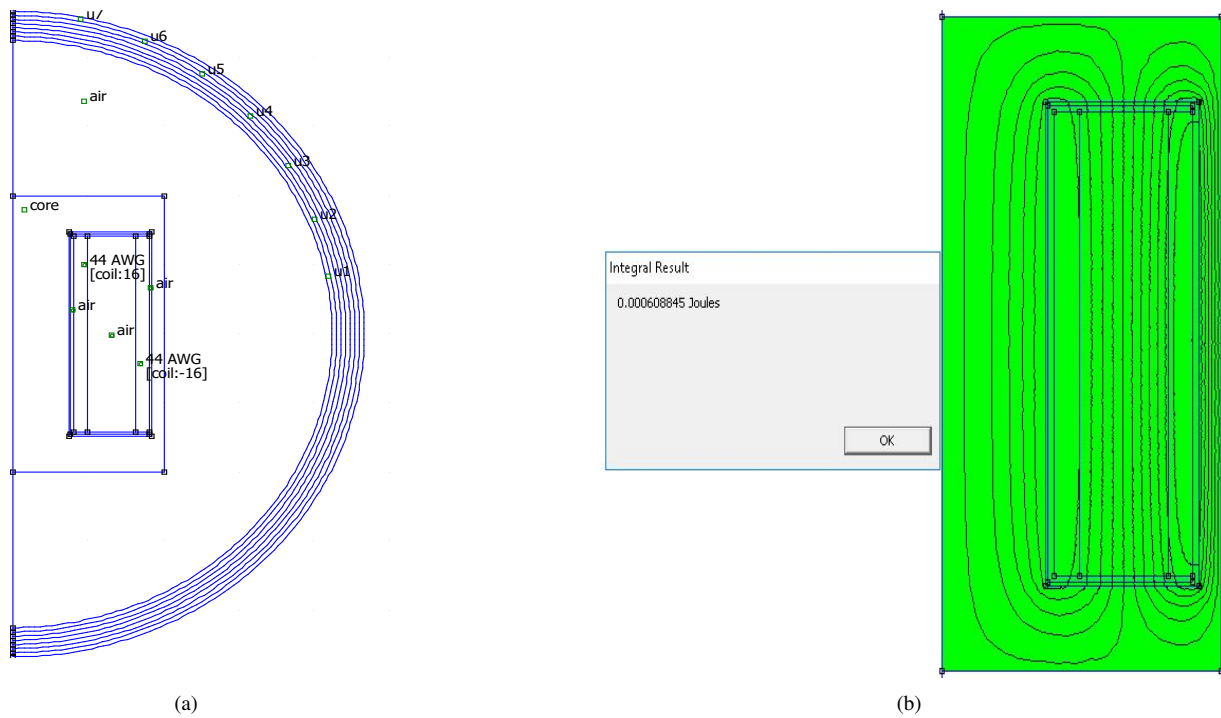 u7
u6
u5
air
u4
u3
core
u2
44 AWG
[coil:16]
u1
air
air
air
44 AWG
[coil:-16]
(a)
Integral Result
0.000608845 Joules
OK
(b)